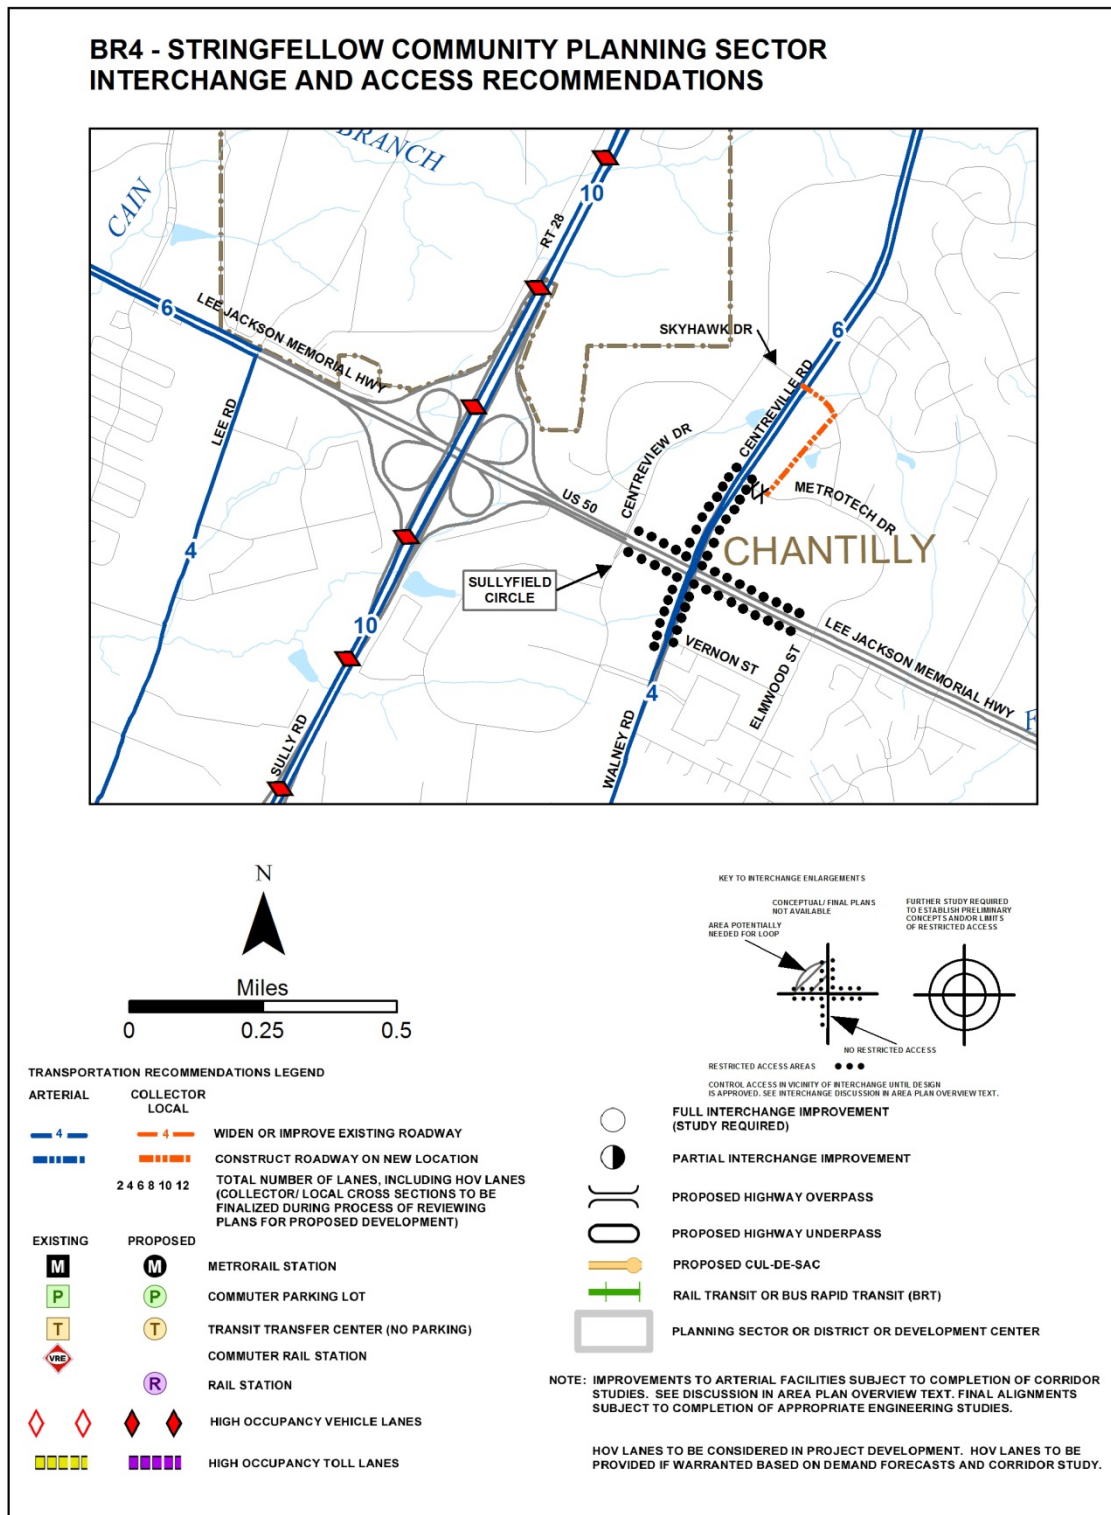 BR4 - STRINGFELLOW COMMUNITY PLANNING SECTOR
INTERCHANGE AND ACCESS RECOMMENDATIONS
BRANCH
CAIN
10
RT 28
6
LEE JACKSON MEMORIAL HWY
SKYHAWK DR
6
CENTREVILLE RD
LEE RD
CENTREVIEW DR
US 50
METROTECH DR
4
CHANTILLY
SULLYFIELD
CIRCLE
10
VERNON ST
LEE JACKSON MEMORIAL HWY
ELMWOOD ST
4
WALNEY RD
SULLY RD
N
Miles
0
0.25
0.5
KEY TO INTERCHANGE ENLARGEMENTS
CONCEPTUAL/ FINAL PLANS
NOT AVAILABLE
AREA POTENTIALLY
NEEDED FOR LOOP
FURTHER STUDY REQUIRED
TO ESTABLISH PRELIMINARY
CONCEPTS AND/OR LIMITS
OF RESTRICTED ACCESS
NO RESTRICTED ACCESS
RESTRICTED ACCESS AREAS
CONTROL ACCESS IN VICINITY OF INTERCHANGE UNTIL DESIGN
IS APPROVED. SEE INTERCHANGE DISCUSSION IN AREA PLAN OVERVIEW TEXT.
TRANSPORTATION RECOMMENDATIONS LEGEND
ARTERIAL
COLLECTOR
LOCAL
4 4 WIDEN OR IMPROVE EXISTING ROADWAY
CONSTRUCT ROADWAY ON NEW LOCATION
2 4 6 8 10 12
TOTAL NUMBER OF LANES, INCLUDING HOV LANES
(COLLECTOR/ LOCAL CROSS SECTIONS TO BE
FINALIZED DURING PROCESS OF REVIEWING
PLANS FOR PROPOSED DEVELOPMENT)
EXISTING PROPOSED
M M METRORAIL STATION
P P COMMUTER PARKING LOT
T T TRANSIT TRANSFER CENTER (NO PARKING)
VRE COMMUTER RAIL STATION
R RAIL STATION
HIGH OCCUPANCY VEHICLE LANES
HIGH OCCUPANCY TOLL LANES
FULL INTERCHANGE IMPROVEMENT
(STUDY REQUIRED)
PARTIAL INTERCHANGE IMPROVEMENT
PROPOSED HIGHWAY OVERPASS
PROPOSED HIGHWAY UNDERPASS
PROPOSED CUL-DE-SAC
RAIL TRANSIT OR BUS RAPID TRANSIT (BRT)
PLANNING SECTOR OR DISTRICT OR DEVELOPMENT CENTER
NOTE: IMPROVEMENTS TO ARTERIAL FACILITIES SUBJECT TO COMPLETION OF CORRIDOR
STUDIES. SEE DISCUSSION IN AREA PLAN OVERVIEW TEXT. FINAL ALIGNMENTS
SUBJECT TO COMPLETION OF APPROPRIATE ENGINEERING STUDIES.
HOV LANES TO BE CONSIDERED IN PROJECT DEVELOPMENT. HOV LANES TO BE
PROVIDED IF WARRANTED BASED ON DEMAND FORECASTS AND CORRIDOR STUDY.